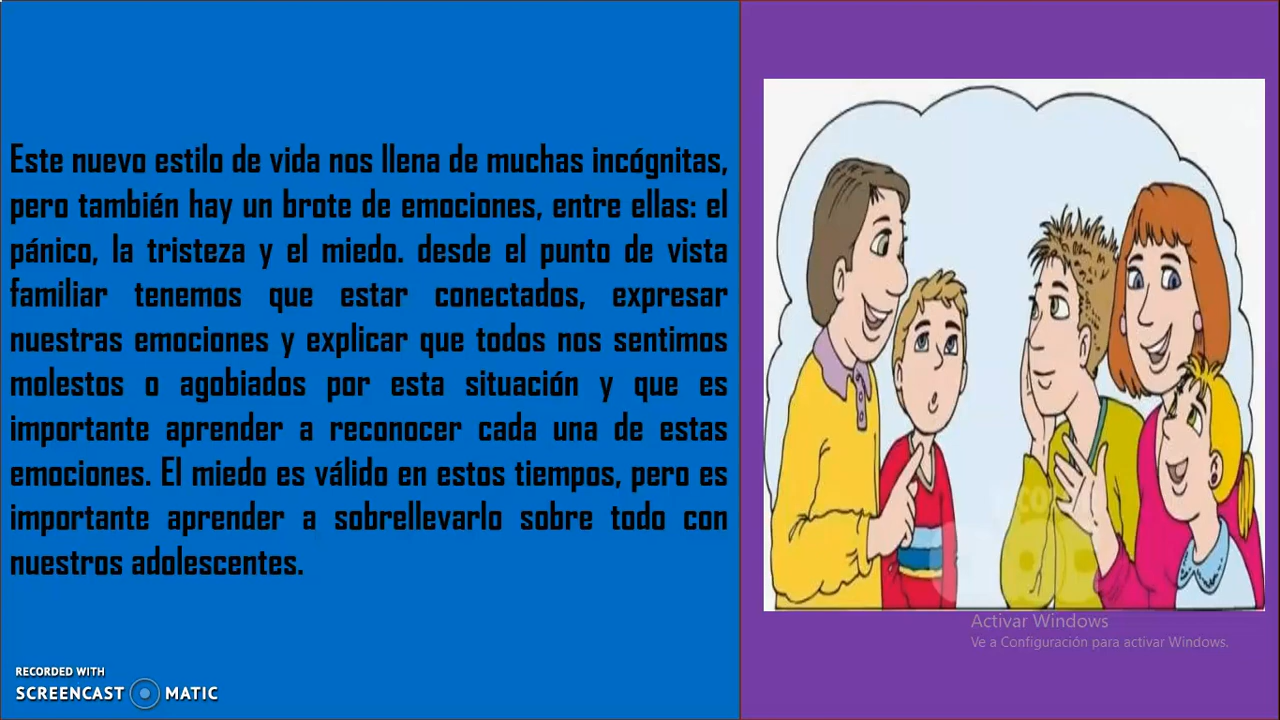 Este nuevo estilo de vida nos llena de muchas incógnitas,
pero también hay un brote de emociones, entre ellas: el
pánico, la tristeza y el miedo. desde el punto de vista
familiar tenemos que estar conectados, expresar
nuestras emociones y explicar que todos nos sentimos
molestos o agobiados por esta situación y que es
importante aprender a reconocer cada una de estas
emociones. El miedo es válido en estos tiempos, pero es
importante aprender a sobrellevarlo sobre todo con
nuestros adolescentes.
Activar Windows
Ve a Configuración para activar Windows.
RECORDED WITH
SCREENCAST MATIC